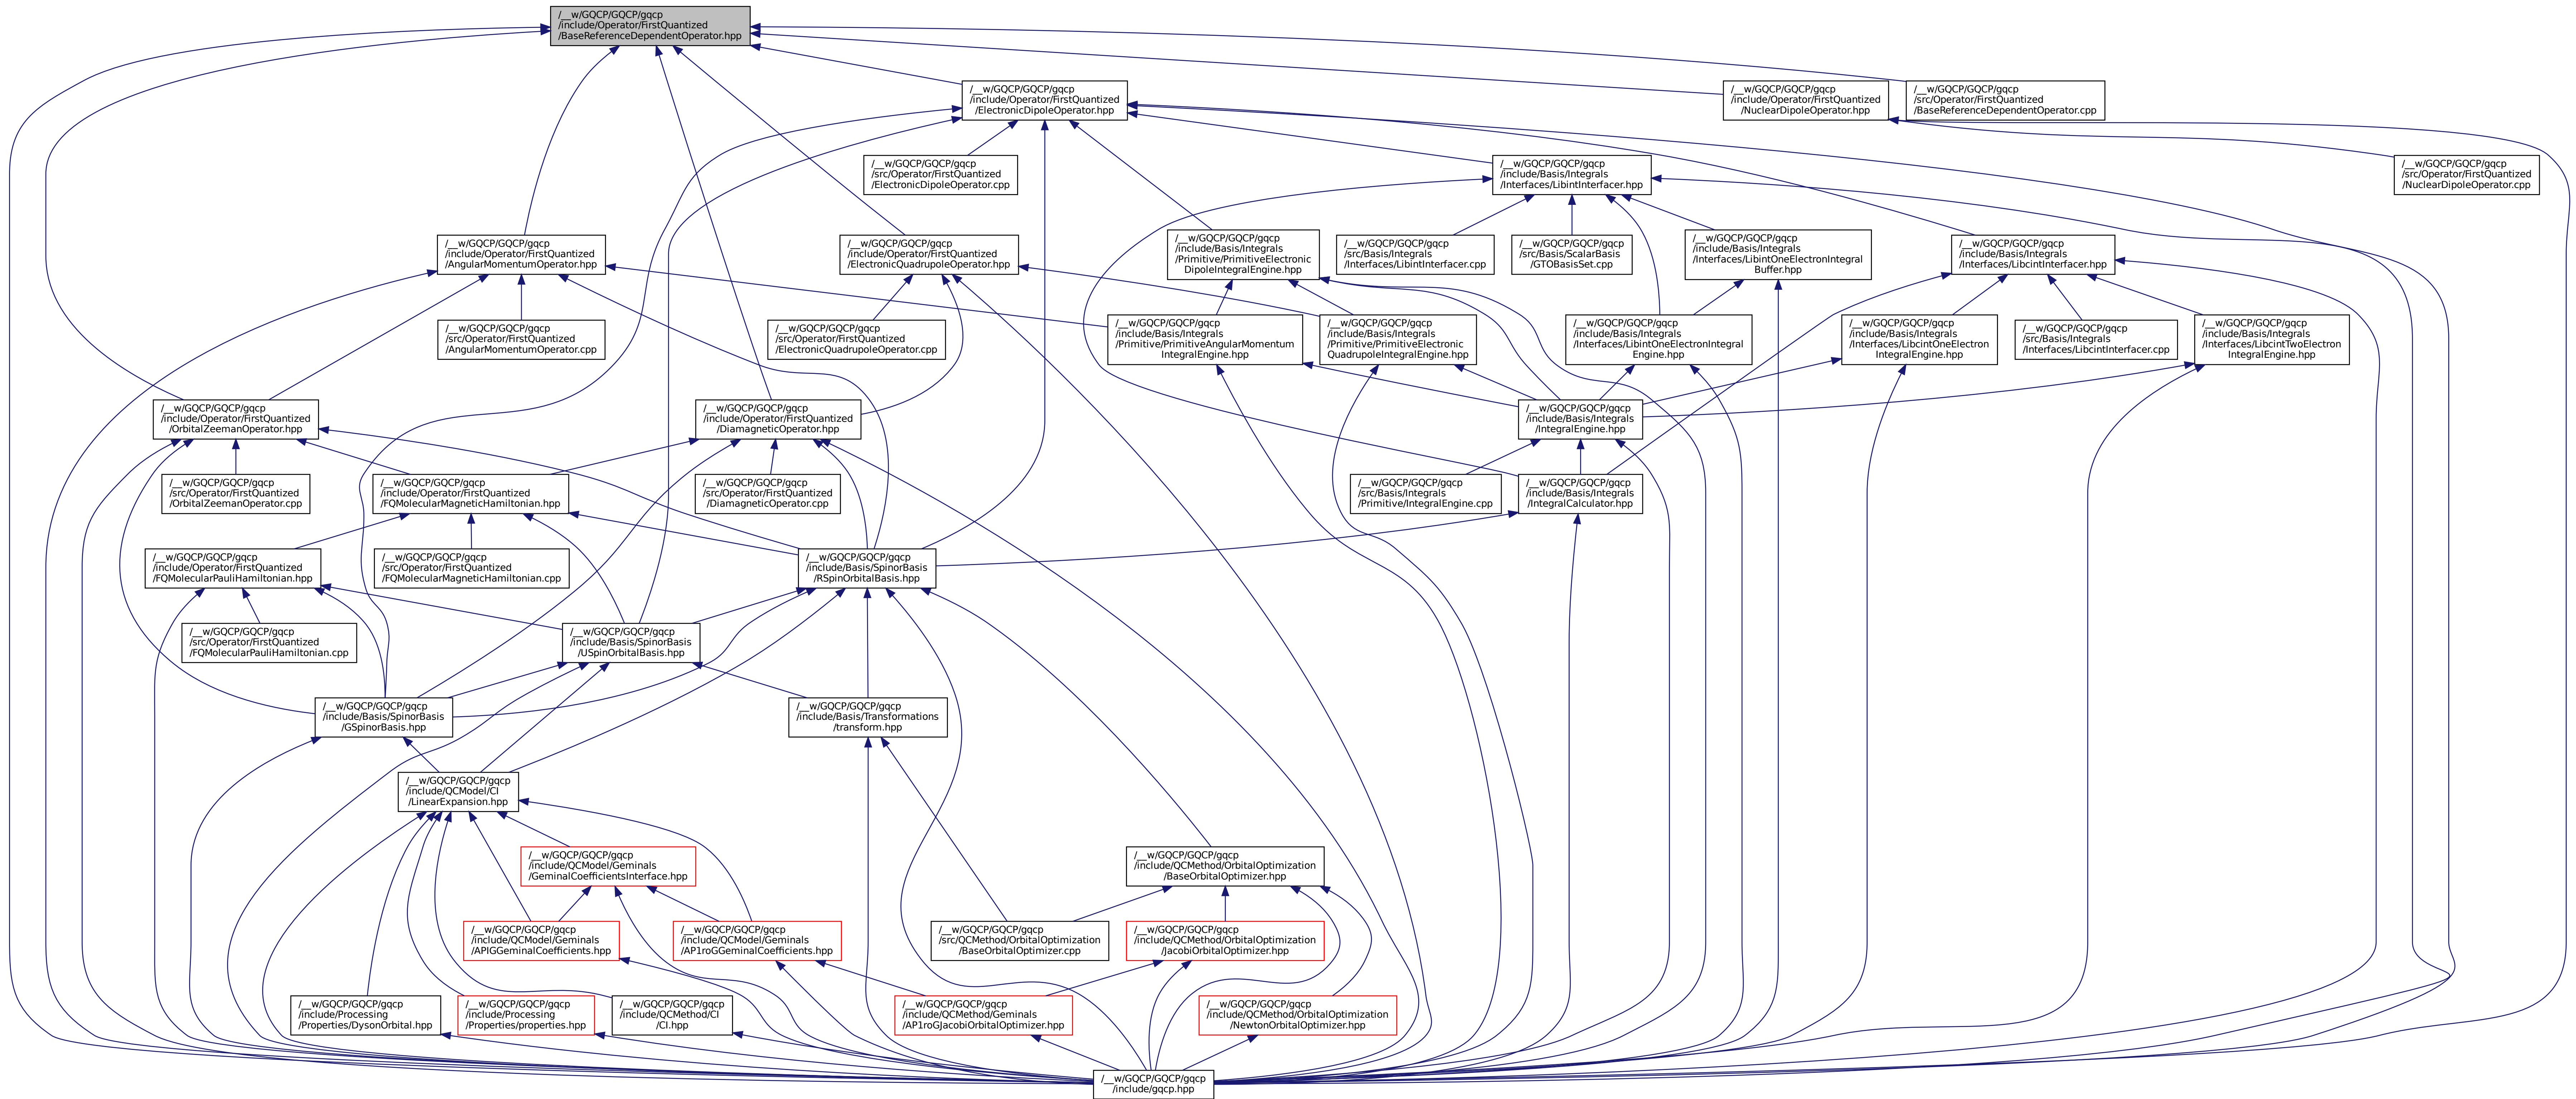 /__w/GQCP/GQCP/gqcp
/include/Operator/FirstQuantized
/BaseReferenceDependentOperator.hpp
/__w/GQCP/GQCP/gqcp
/include/Operator/FirstQuantized
/ElectronicDipoleOperator.hpp
/__w/GQCP/GQCP/gqcp
/include/Operator/FirstQuantized
/NuclearDipoleOperator.hpp
/__w/GQCP/GQCP/gqcp
/src/Operator/FirstQuantized
/BaseReferenceDependentOperator.cpp
/__w/GQCP/GQCP/gqcp
/src/Operator/FirstQuantized
/ElectronicDipoleOperator.cpp
/__w/GQCP/GQCP/gqcp
/include/Basis/Integrals
/Interfaces/LibintInterfacer.hpp
/__w/GQCP/GQCP/gqcp
/src/Operator/FirstQuantized
/NuclearDipoleOperator.cpp
/__w/GQCP/GQCP/gqcp
/include/Operator/FirstQuantized
/AngularMomentumOperator.hpp
/__w/GQCP/GQCP/gqcp
/include/Operator/FirstQuantized
/ElectronicQuadrupoleOperator.hpp
/__w/GQCP/GQCP/gqcp
/include/Basis/Integrals
/Primitive/PrimitiveElectronic
DipoleIntegralEngine.hpp
/__w/GQCP/GQCP/gqcp
/src/Basis/Integrals
/Interfaces/LibintInterfacer.cpp
/__w/GQCP/GQCP/gqcp
/src/Basis/ScalarBasis
/GTOBasisSet.cpp
/__w/GQCP/GQCP/gqcp
/include/Basis/Integrals
/Interfaces/LibintOneElectronIntegral
Buffer.hpp
/__w/GQCP/GQCP/gqcp
/include/Basis/Integrals
/Interfaces/LibcintInterfacer.hpp
/__w/GQCP/GQCP/gqcp
/src/Operator/FirstQuantized
/AngularMomentumOperator.cpp
/__w/GQCP/GQCP/gqcp
/src/Operator/FirstQuantized
/ElectronicQuadrupoleOperator.cpp
/__w/GQCP/GQCP/gqcp
/include/Basis/Integrals
/Primitive/PrimitiveAngularMomentum
IntegralEngine.hpp
/__w/GQCP/GQCP/gqcp
/include/Basis/Integrals
/Primitive/PrimitiveElectronic
QuadrupoleIntegralEngine.hpp
/__w/GQCP/GQCP/gqcp
/include/Basis/Integrals
/Interfaces/LibintOneElectronIntegral
Engine.hpp
/__w/GQCP/GQCP/gqcp
/include/Basis/Integrals
/Interfaces/LibcintOneElectron
IntegralEngine.hpp
/__w/GQCP/GQCP/gqcp
/src/Basis/Integrals
/Interfaces/LibcintInterfacer.cpp
/__w/GQCP/GQCP/gqcp
/include/Basis/Integrals
/Interfaces/LibcintTwoElectron
IntegralEngine.hpp
/__w/GQCP/GQCP/gqcp
/include/Operator/FirstQuantized
/OrbitalZeemanOperator.hpp
/__w/GQCP/GQCP/gqcp
/include/Operator/FirstQuantized
/DiamagneticOperator.hpp
/__w/GQCP/GQCP/gqcp
/include/Basis/Integrals
/IntegralEngine.hpp
/__w/GQCP/GQCP/gqcp
/src/Operator/FirstQuantized
/OrbitalZeemanOperator.cpp
/__w/GQCP/GQCP/gqcp
/include/Operator/FirstQuantized
/FQMolecularMagneticHamiltonian.hpp
/__w/GQCP/GQCP/gqcp
/src/Operator/FirstQuantized
/DiamagneticOperator.cpp
/__w/GQCP/GQCP/gqcp
/src/Basis/Integrals
/Primitive/IntegralEngine.cpp
/__w/GQCP/GQCP/gqcp
/include/Basis/Integrals
/IntegralCalculator.hpp
/__w/GQCP/GQCP/gqcp
/include/Operator/FirstQuantized
/FQMolecularPauliHamiltonian.hpp
/__w/GQCP/GQCP/gqcp
/src/Operator/FirstQuantized
/FQMolecularMagneticHamiltonian.cpp
/__w/GQCP/GQCP/gqcp
/include/Basis/SpinorBasis
/RSpinOrbitalBasis.hpp
/__w/GQCP/GQCP/gqcp
/src/Operator/FirstQuantized
/FQMolecularPauliHamiltonian.cpp
/__w/GQCP/GQCP/gqcp
/include/Basis/SpinorBasis
/USpinOrbitalBasis.hpp
/__w/GQCP/GQCP/gqcp
/include/Basis/SpinorBasis
/GSpinorBasis.hpp
/__w/GQCP/GQCP/gqcp
/include/Basis/Transformations
/transform.hpp
/__w/GQCP/GQCP/gqcp
/include/QCModel/CI
/LinearExpansion.hpp
/__w/GQCP/GQCP/gqcp
/include/QCModel/Geminals
/GeminalCoefficientsInterface.hpp
/__w/GQCP/GQCP/gqcp
/include/QCMethod/OrbitalOptimization
/BaseOrbitalOptimizer.hpp
/__w/GQCP/GQCP/gqcp
/include/QCModel/Geminals
/APIGGeminalCoefficients.hpp
/__w/GQCP/GQCP/gqcp
/include/QCModel/Geminals
/AP1roGGeminalCoefficients.hpp
/__w/GQCP/GQCP/gqcp
/src/QCMethod/OrbitalOptimization
/BaseOrbitalOptimizer.cpp
/__w/GQCP/GQCP/gqcp
/include/QCMethod/OrbitalOptimization
/JacobiOrbitalOptimizer.hpp
/__w/GQCP/GQCP/gqcp
/include/Processing
/Properties/DysonOrbital.hpp
/__w/GQCP/GQCP/gqcp
/include/Processing
/Properties/properties.hpp
/__w/GQCP/GQCP/gqcp
/include/QCMethod/CI
/CI.hpp
/__w/GQCP/GQCP/gqcp
/include/QCMethod/Geminals
/AP1roGJacobiOrbitalOptimizer.hpp
/__w/GQCP/GQCP/gqcp
/include/QCMethod/OrbitalOptimization
/NewtonOrbitalOptimizer.hpp
/__w/GQCP/GQCP/gqcp
/include/gqcp.hpp